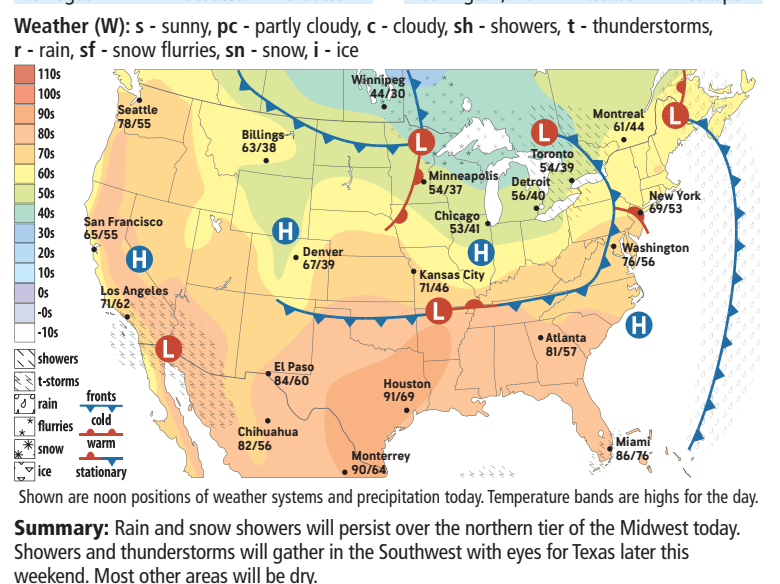 Weather (W): s - sunny, pc - partly cloudy, c - cloudy, sh - showers, t - thunderstorms,
r - rain, sf - snow flurries, sn - snow, i - ice
110s
100s
90s
80s
70s
60s
50s
40s
30s
20s
10s
0s
-0s
-10s
showers
t-storms
rain
flurries
snow
ice
fronts
cold
warm
stationary
Winnipeg
44/30
Seattle
78/55
Billings
63/38
Montreal
61/44
Toronto
54/39
Minneapolis
54/37
Detroit
56/40
New York
69/53
San Francisco
65/55
Chicago
53/41
Denver
67/39
Washington
76/56
Kansas City
71/46
Los Angeles
71/62
Atlanta
81/57
El Paso
84/60
Houston
91/69
Chihuahua
82/56
Monterrey
90/64
Miami
86/76
L
L
L
H
H
H
L
H
L
Shown are noon positions of weather systems and precipitation today. Temperature bands are highs for the day.
Summary: Rain and snow showers will persist over the northern tier of the Midwest today.
Showers and thunderstorms will gather in the Southwest with eyes for Texas later this
weekend. Most other areas will be dry.